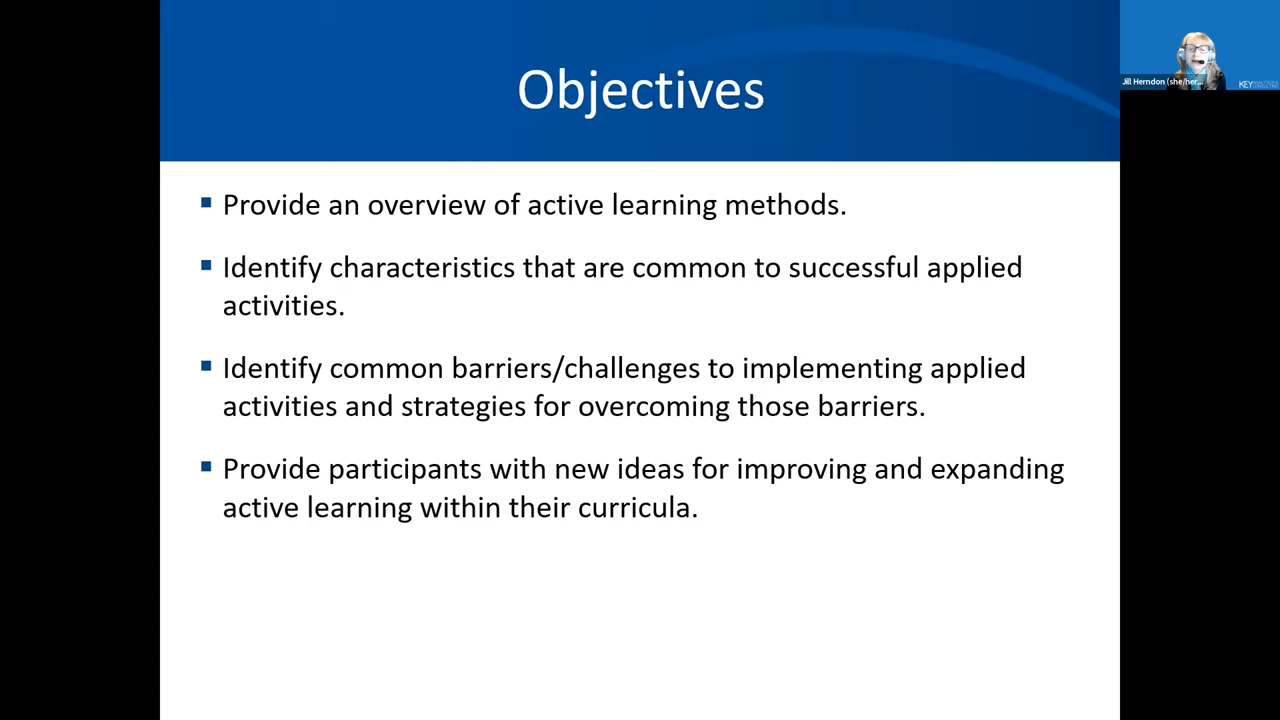 Objectives
Jill Herndon (she/her...
KEY
▪ Provide an overview of active learning methods.
▪ Identify characteristics that are common to successful applied
activities.
▪ Identify common barriers/challenges to implementing applied
activities and strategies for overcoming those barriers.
▪ Provide participants with new ideas for improving and expanding
active learning within their curricula.